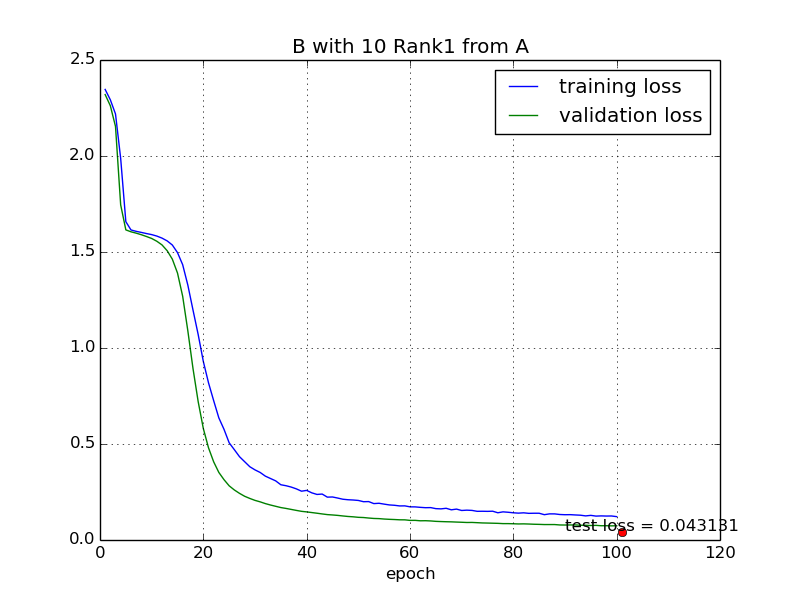 B with 10 Rank1 from A
2.5
training loss
validation loss
2.0
1.5
1.0
0.5
test loss = 0.043131
0.0
0 20 40 60 80 100 120
epoch